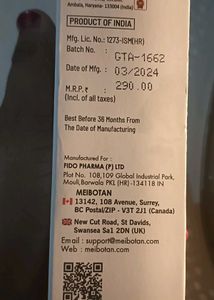 Ambala, Haryana- 133004 (India)
PRODUCT OF INDIA
Mfg. Lic. No.: 1273-ISM(HR)
Batch No. : GTA-1662
Date of Mfg. : 03/2024
M.R.P.₹ : 290.00
(Incl. of all taxes)
Best Before 36 Months From
The Date of Manufacturing
Manufactured For :
FIDO PHARMA (P) LTD
Plot No. 108,109 Global Industrial Park,
Mouli,Barwala PKL (HR)-134118 IN
MEIBOTAN
13142, 108 Avenue, Surrey,
BC Postal/ZIP - V3T 2J1 (Canada)
New Cut Road, St Davids,
Swansea Sa1 2DN (UK)
Email : support@meibotan.com
Web : meibotan.com